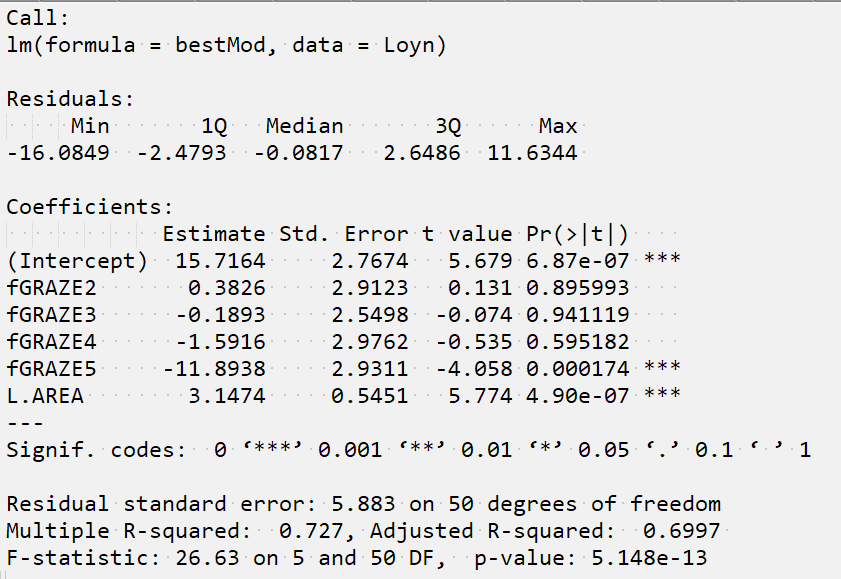 Call:
lm(formula = bestMod, data = Loyn)
Residuals:
Min 1Q Median 3Q Max
-16.0849 -2.4793 -0.0817 2.6486 11.6344
Coefficients:
Estimate Std. Error t value Pr(>|t|)
(Intercept) 15.7164 2.7674 5.679 6.87e-07 ***
fGRAZE2 0.3826 2.9123 0.131 0.895993
fGRAZE3 -0.1893 2.5498 -0.074 0.941119
fGRAZE4 -1.5916 2.9762 -0.535 0.595182
fGRAZE5 -11.8938 2.9311 -4.058 0.000174 ***
L.AREA 3.1474 0.5451 5.774 4.90e-07 ***
---
Signif. codes: 0 ‘***’ 0.001 ‘**’ 0.01 ‘*’ 0.05 ‘.’ 0.1 ‘ ’ 1
Residual standard error: 5.883 on 50 degrees of freedom
Multiple R-squared: 0.727, Adjusted R-squared: 0.6997
F-statistic: 26.63 on 5 and 50 DF, p-value: 5.148e-13